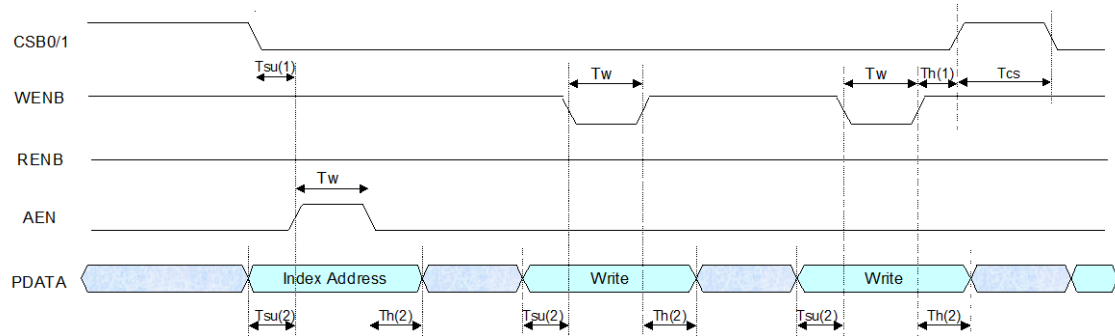 CSB0/1
Tsu(1) Tw Tw Th(1) Tcs
WENB
RENB
Tw
AEN
PDATA Index Address Write Write
Tsu(2) Th(2) Tsu(2) Th(2) Tsu(2) Th(2)